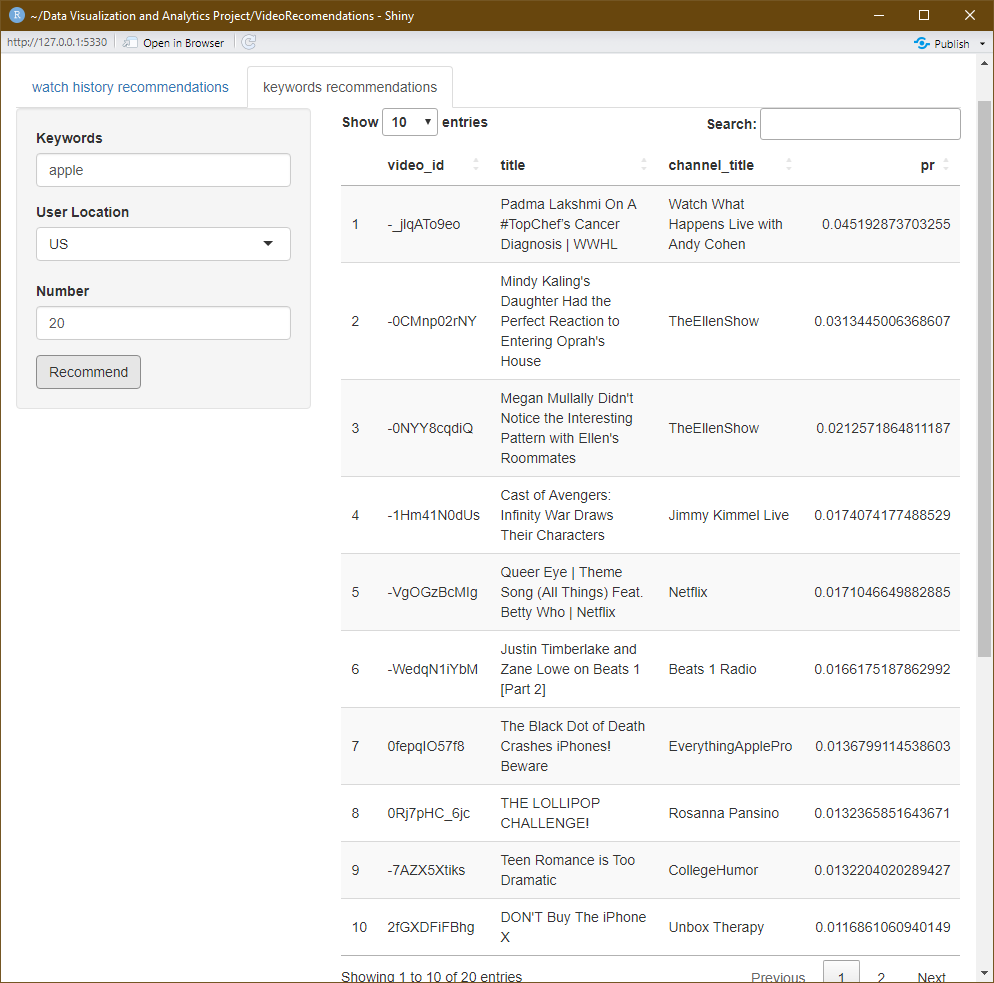 ~/Data Visualization and Analytics Project/VideoRecomendations - Shiny
http://127.0.0.1:5330 Open in Browser Publish
watch history recommendations keywords recommendations
Keywords
apple
User Location
US
Number
20
Recommend
Show 10 entries Search:
video_id title channel_title pr
1 -_jlqATo9eo Padma Lakshmi On A #TopChef's Cancer Diagnosis | WWHL Watch What Happens Live with Andy Cohen 0.045192873703255
2 -0CMnp02rNY Mindy Kaling's Daughter Had the Perfect Reaction to Entering Oprah's House TheEllenShow 0.0313445006368607
3 -0NYY8cqdiQ Megan Mullally Didn't Notice the Interesting Pattern with Ellen's Roommates TheEllenShow 0.0212571864811187
4 -1Hm41N0dUs Cast of Avengers: Infinity War Draws Their Characters Jimmy Kimmel Live 0.0174074177488529
5 -VgOGzBcMIg Queer Eye | Theme Song (All Things) Feat. Betty Who | Netflix Netflix 0.0171046649882885
6 -WedqN1iYbM Justin Timberlake and Zane Lowe on Beats 1 [Part 2] Beats 1 Radio 0.0166175187862992
7 0fepqIO57f8 The Black Dot of Death Crashes iPhones! Beware EverythingApplePro 0.0136799114538603
8 0Rj7pHC_6jc THE LOLLIPOP CHALLENGE! Rosanna Pansino 0.0132365851643671
9 -7AZX5Xtiks Teen Romance is Too Dramatic CollegeHumor 0.0132204020289427
10 2fGXDFiFBhg DON'T Buy The iPhone X Unbox Therapy 0.0116861060940149
Showing 1 to 10 of 20 entries Previous 1 2 Next